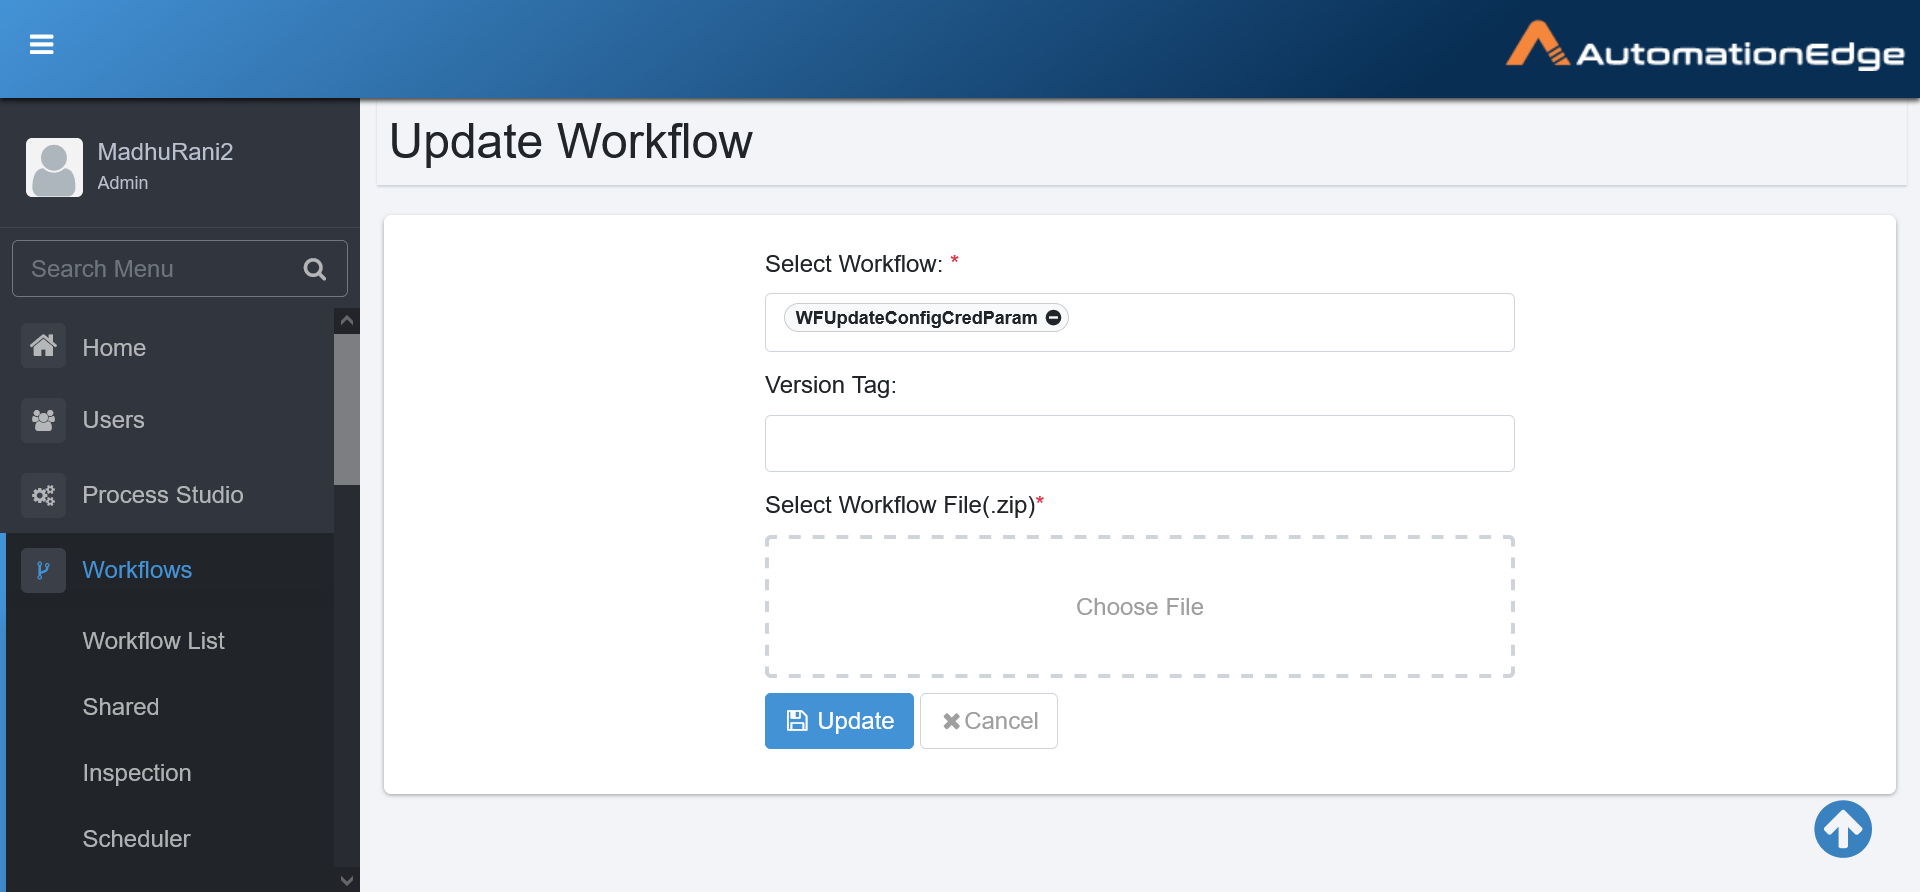 AutomationEdge
MadhuRani2
Admin
Search Menu
Home
Users
Process Studio
Workflows
Workflow List
Shared
Inspection
Scheduler
Update Workflow
Select Workflow: *
WFUpdateConfigCredParam
Version Tag:
Select Workflow File(.zip)*
Choose File
Update
Cancel